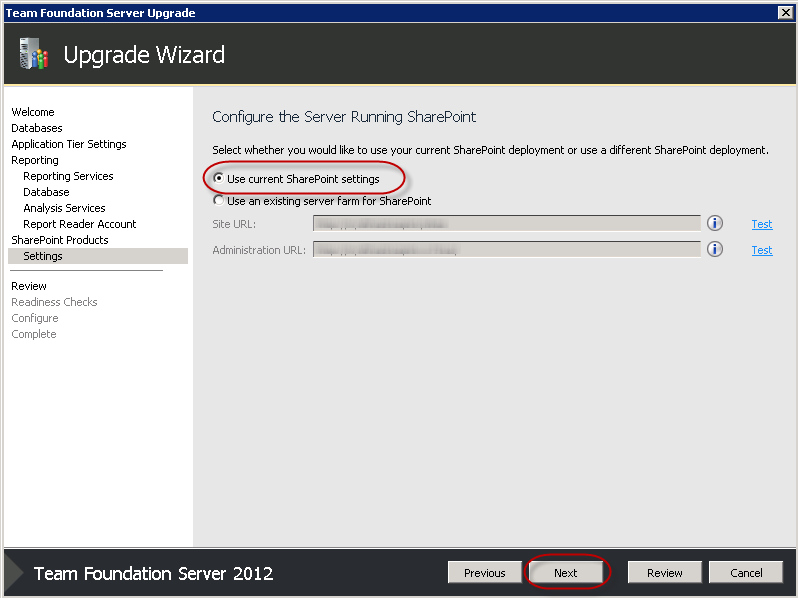 Team Foundation Server Upgrade
Upgrade Wizard
Welcome
Databases
Application Tier Settings
Reporting
Reporting Services
Database
Analysis Services
Report Reader Account
SharePoint Products
Settings
Review
Readiness Checks
Configure
Complete
Configure the Server Running SharePoint
Select whether you would like to use your current SharePoint deployment or use a different SharePoint deployment.
Use current SharePoint settings
Use an existing server farm for SharePoint
Site URL: Test
Administration URL: Test
Team Foundation Server 2012
Previous Next Review Cancel